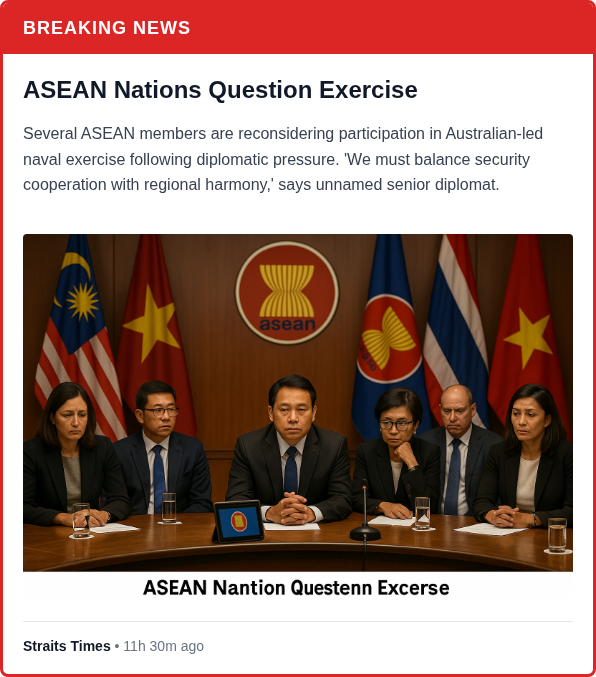 BREAKING NEWS
ASEAN Nations Question Exercise
Several ASEAN members are reconsidering participation in Australian-led
naval exercise following diplomatic pressure. 'We must balance security
cooperation with regional harmony,' says unnamed senior diplomat.
asean
ASEAN Nantion Questenn Excerse
Straits Times • 11h 30m ago